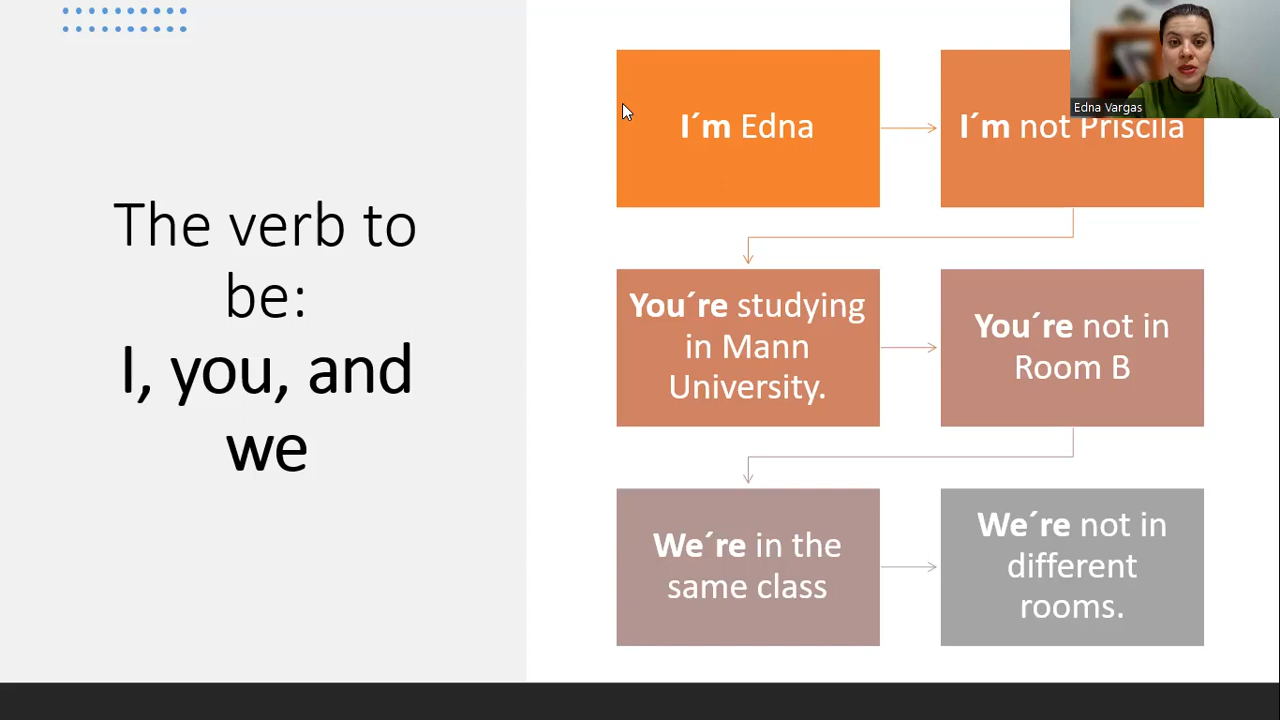 The verb to
be:
I, you, and
we
I´m Edna
I´m not Priscila
You´re studying
in Mann
University.
You´re not in
Room B
We´re in the
same class
We´re not in
different
rooms.
Edna Vargas